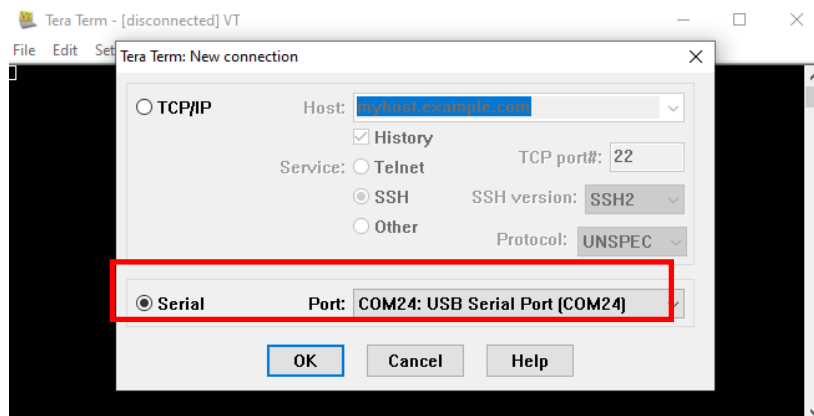 Tera Term - [disconnected] VT
File Edit Set
Tera Term: New connection
TCP/IP Host: myhost.example.com
History
Service: Telnet TCP port#: 22
SSH SSH version: SSH2
Other Protocol: UNSPEC
Serial Port: COM24: USB Serial Port (COM24)
OK Cancel Help